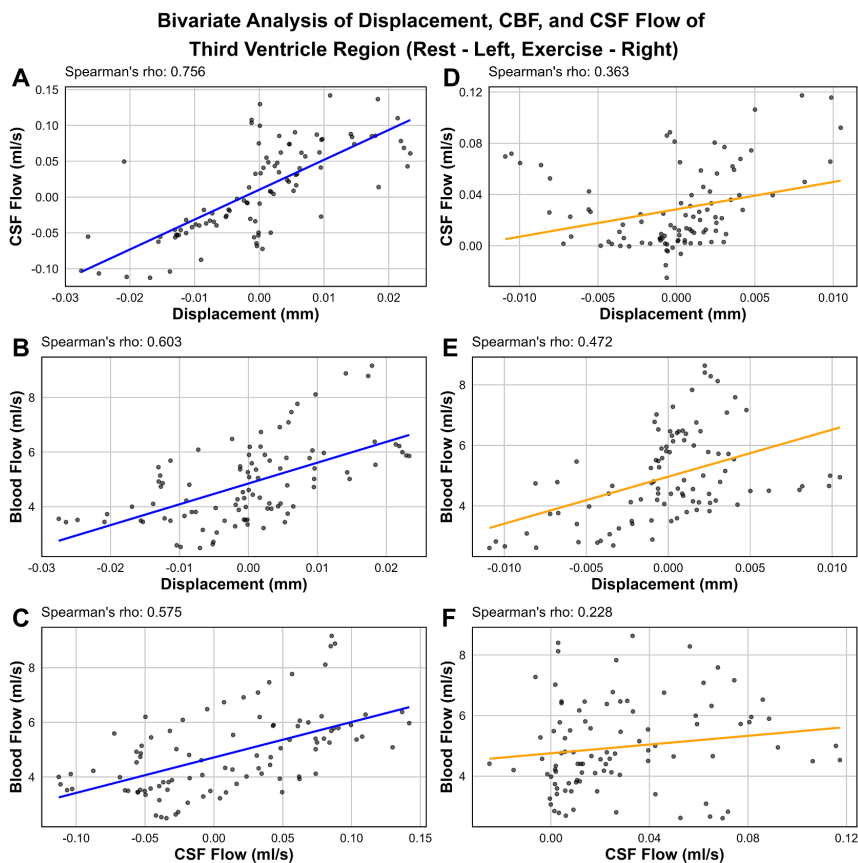 Bivariate Analysis of Displacement, CBF, and CSF Flow of
Third Ventricle Region (Rest - Left, Exercise - Right)
A
Spearman's rho: 0.756
CSF Flow (ml/s)
0.15
0.10
0.05
0.00
-0.05
-0.10
-0.03 -0.02 -0.01 0.00 0.01 0.02
Displacement (mm)
D
Spearman's rho: 0.363
CSF Flow (ml/s)
0.12
0.08
0.04
0.00
-0.010 -0.005 0.000 0.005 0.010
Displacement (mm)
B
Spearman's rho: 0.603
Blood Flow (ml/s)
8
6
4
-0.03 -0.02 -0.01 0.00 0.01 0.02
Displacement (mm)
E
Spearman's rho: 0.472
Blood Flow (ml/s)
8
6
4
-0.010 -0.005 0.000 0.005 0.010
Displacement (mm)
C
Spearman's rho: 0.575
Blood Flow (ml/s)
8
6
4
-0.10 -0.05 0.00 0.05 0.10 0.15
CSF Flow (ml/s)
F
Spearman's rho: 0.228
Blood Flow (ml/s)
8
6
4
0.00 0.04 0.08 0.12
CSF Flow (ml/s)